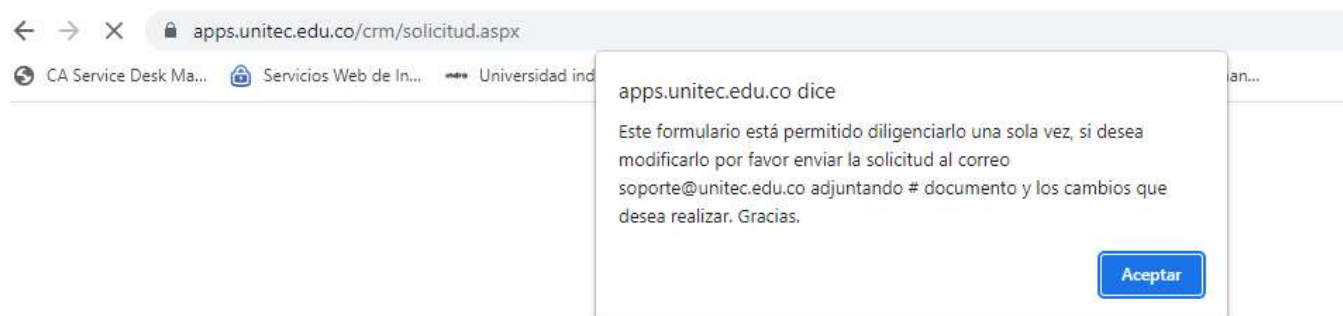 apps.unitec.edu.co/crm/solicitud.aspx
CA Service Desk Ma... Servicios Web de In... Universidad ind
apps.unitec.edu.co dice
Este formulario está permitido diligenciarlo una sola vez, si desea
modificarlo por favor enviar la solicitud al correo
soporte@unitec.edu.co adjuntando # documento y los cambios que
desea realizar. Gracias.
Aceptar